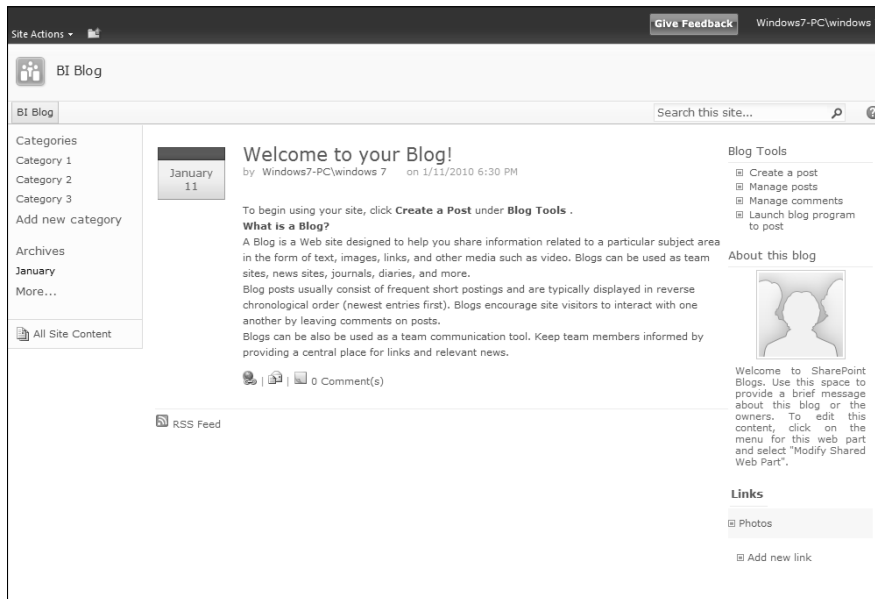 Site Actions
Give Feedback
Windows7-PC\windows
BI Blog
BI Blog
Search this site...
Categories
Category 1
Category 2
Category 3
Add new category
Archives
January
More...
All Site Content
January
11
Welcome to your Blog!
by Windows7-PC\windows 7 on 1/11/2010 6:30 PM
To begin using your site, click Create a Post under Blog Tools .
What is a Blog?
A Blog is a Web site designed to help you share information related to a particular subject area
in the form of text, images, links, and other media such as video. Blogs can be used as team
sites, news sites, journals, diaries, and more.
Blog posts usually consist of frequent short postings and are typically displayed in reverse
chronological order (newest entries first). Blogs encourage site visitors to interact with one
another by leaving comments on posts.
Blogs can be also be used as a team communication tool. Keep team members informed by
providing a central place for links and relevant news.
| | 0 Comment(s)
RSS Feed
Blog Tools
Create a post
Manage posts
Manage comments
Launch blog program
to post
About this blog
Welcome to SharePoint
Blogs. Use this space to
provide a brief message
about this blog or the
owners. To edit this
content, click on the
menu for this web part
and select "Modify Shared
Web Part".
Links
Photos
Add new link